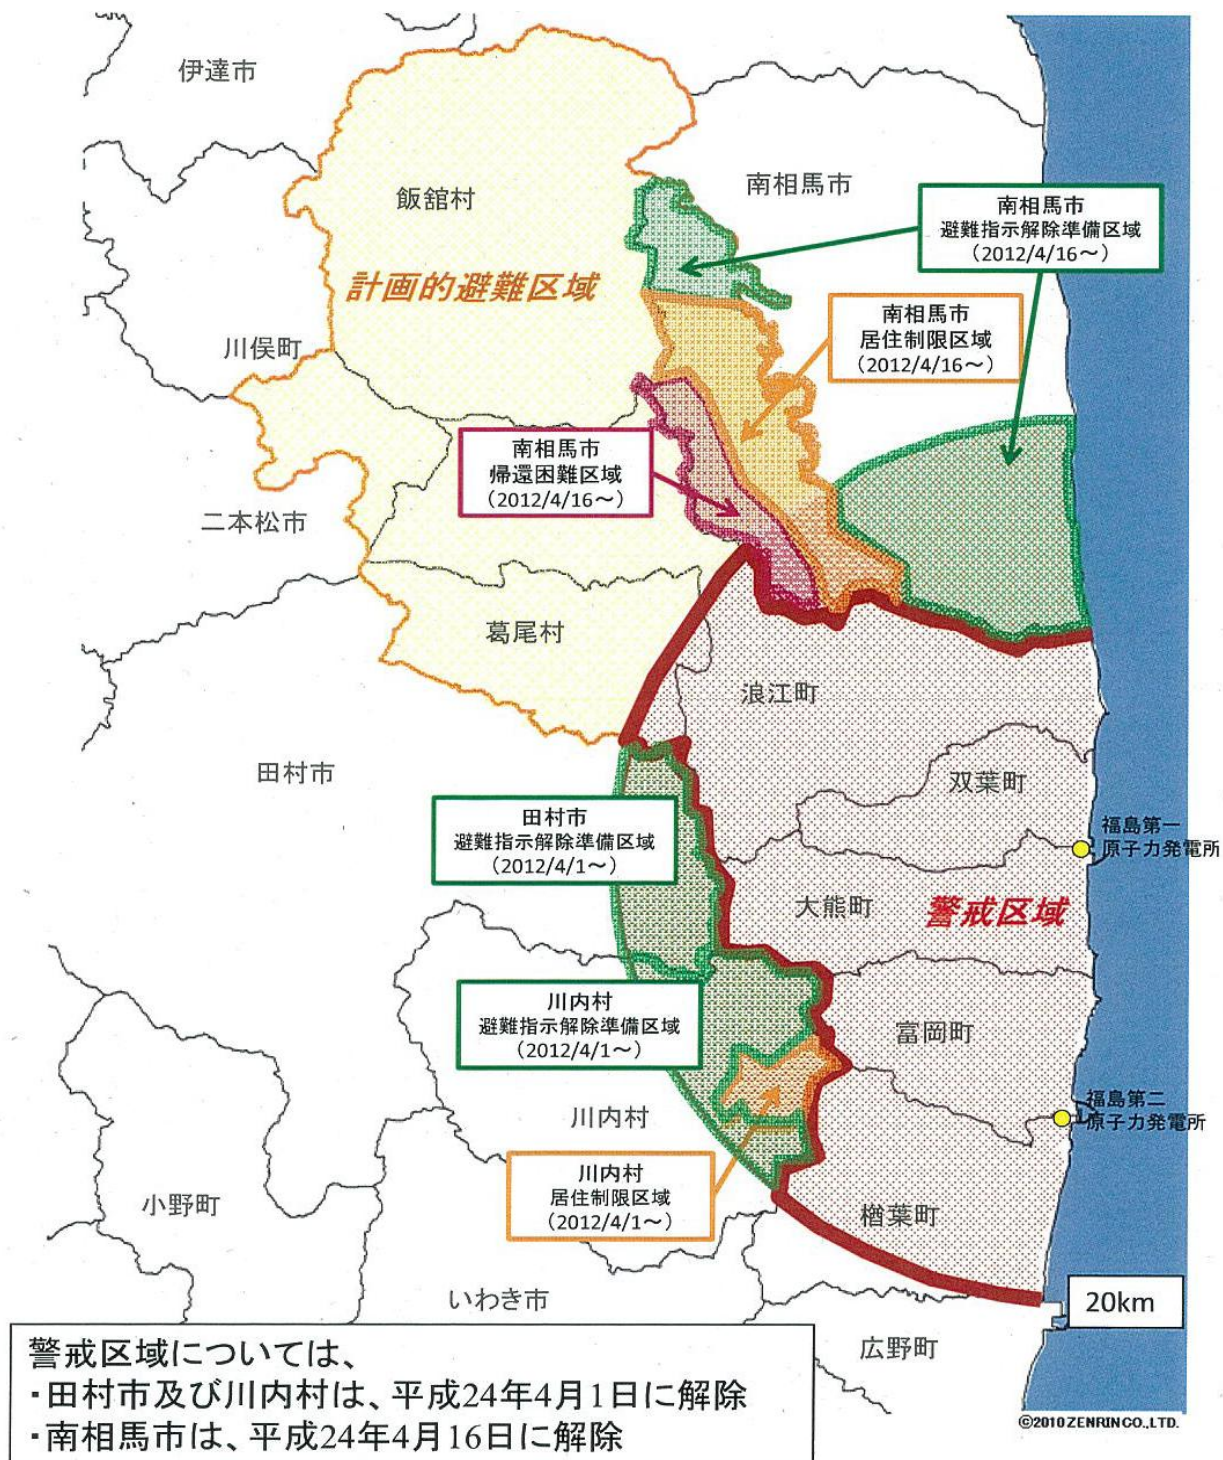 伊達市
飯舘村
南相馬市
計画的避難区域
南相馬市
避難指示解除準備区域
(2012/4/16～)
南相馬市
居住制限区域
(2012/4/16～)
川俣町
南相馬市
帰還困難区域
(2012/4/16～)
二本松市
葛尾村
浪江町
田村市
双葉町
田村市
避難指示解除準備区域
(2012/4/1～)
福島第一
原子力発電所
大熊町
警戒区域
川内村
避難指示解除準備区域
(2012/4/1～)
富岡町
川内村
福島第二
原子力発電所
川内村
居住制限区域
(2012/4/1～)
小野町
楢葉町
いわき市
20km
広野町
警戒区域については、
・田村市及び川内村は、平成24年4月1日に解除
・南相馬市は、平成24年4月16日に解除
©2010 ZENRIN CO., LTD.